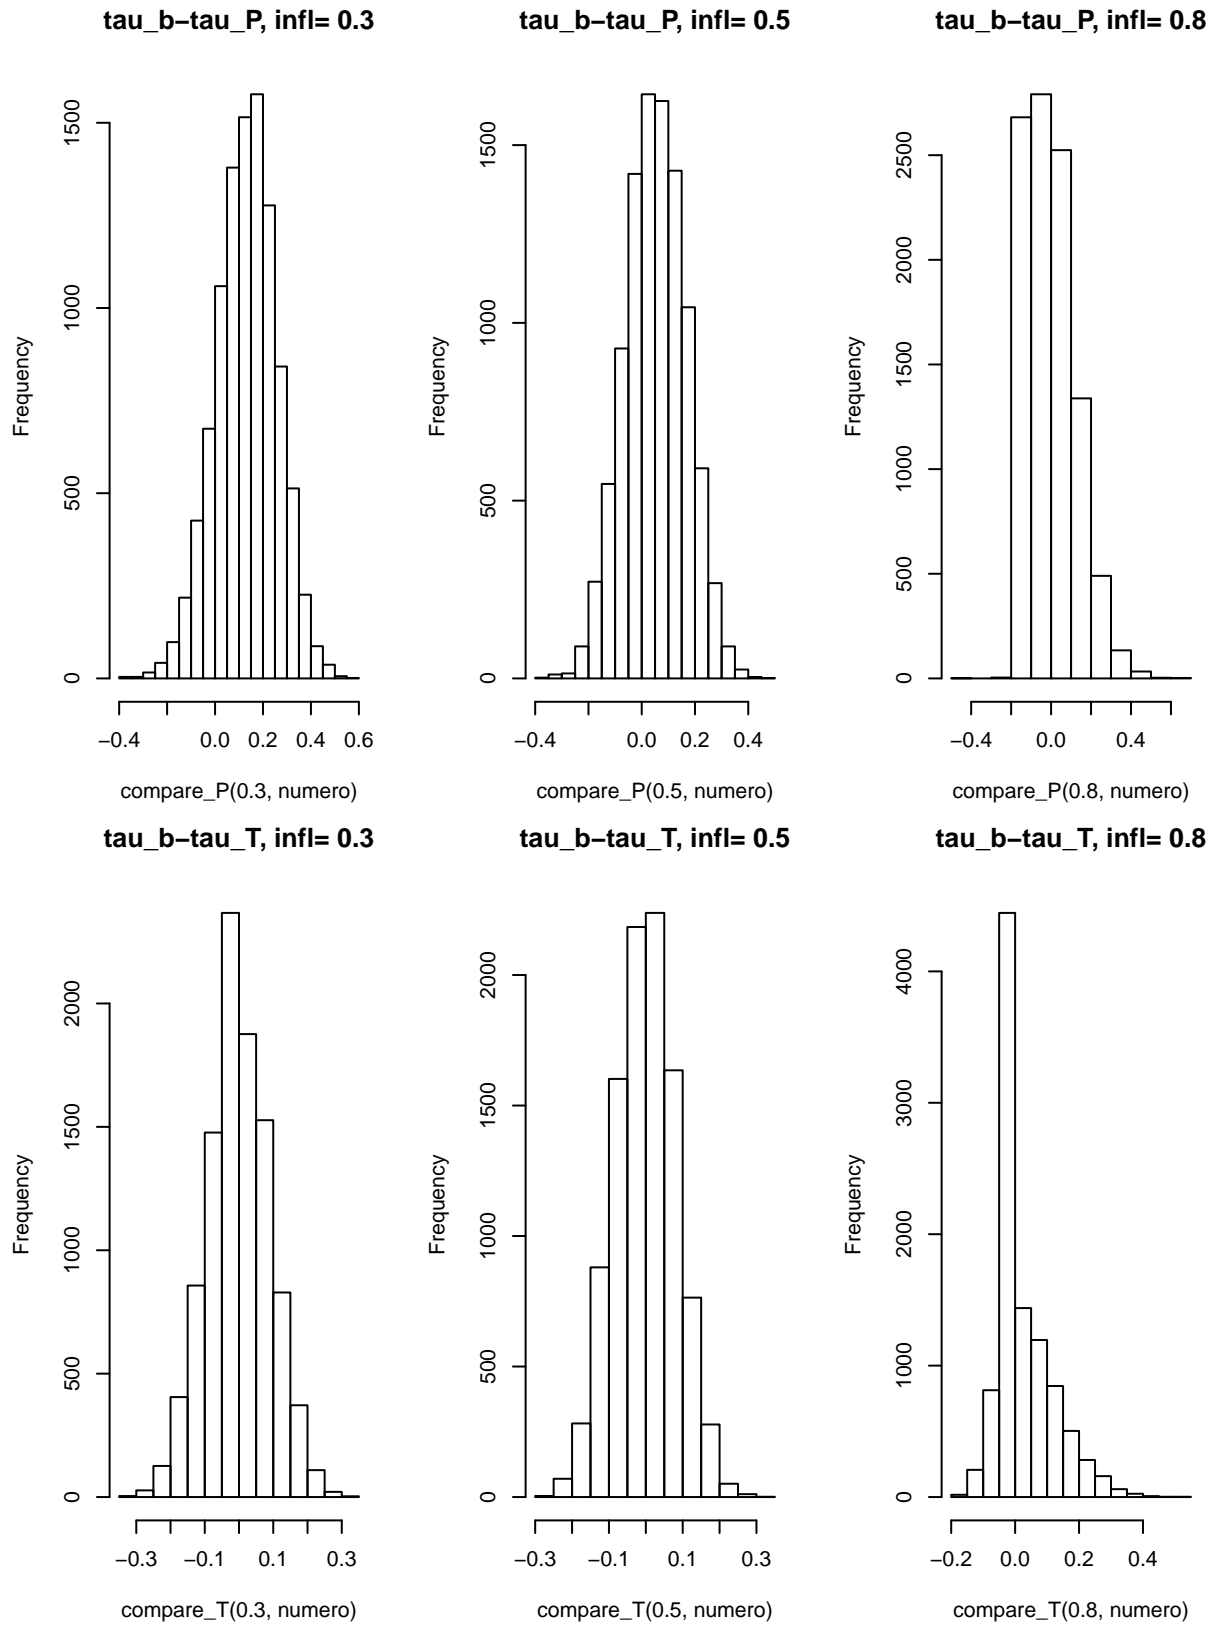 tau_b−tau_P, infl= 0.3
Frequency
1500
1000
500
0
−0.4
0.0
0.2
0.4
0.6
compare_P(0.3, numero)
tau_b−tau_P, infl= 0.5
Frequency
1500
1000
500
0
−0.4
0.0
0.2
0.4
compare_P(0.5, numero)
tau_b−tau_P, infl= 0.8
Frequency
2500
2000
1500
1000
500
0
−0.4
0.0
0.4
compare_P(0.8, numero)
tau_b−tau_T, infl= 0.3
Frequency
2000
1500
1000
500
0
−0.3
−0.1
0.1
0.3
compare_T(0.3, numero)
tau_b−tau_T, infl= 0.5
Frequency
2000
1500
1000
500
0
−0.3
−0.1
0.1
0.3
compare_T(0.5, numero)
tau_b−tau_T, infl= 0.8
Frequency
4000
3000
2000
1000
0
−0.2
0.0
0.2
0.4
compare_T(0.8, numero)